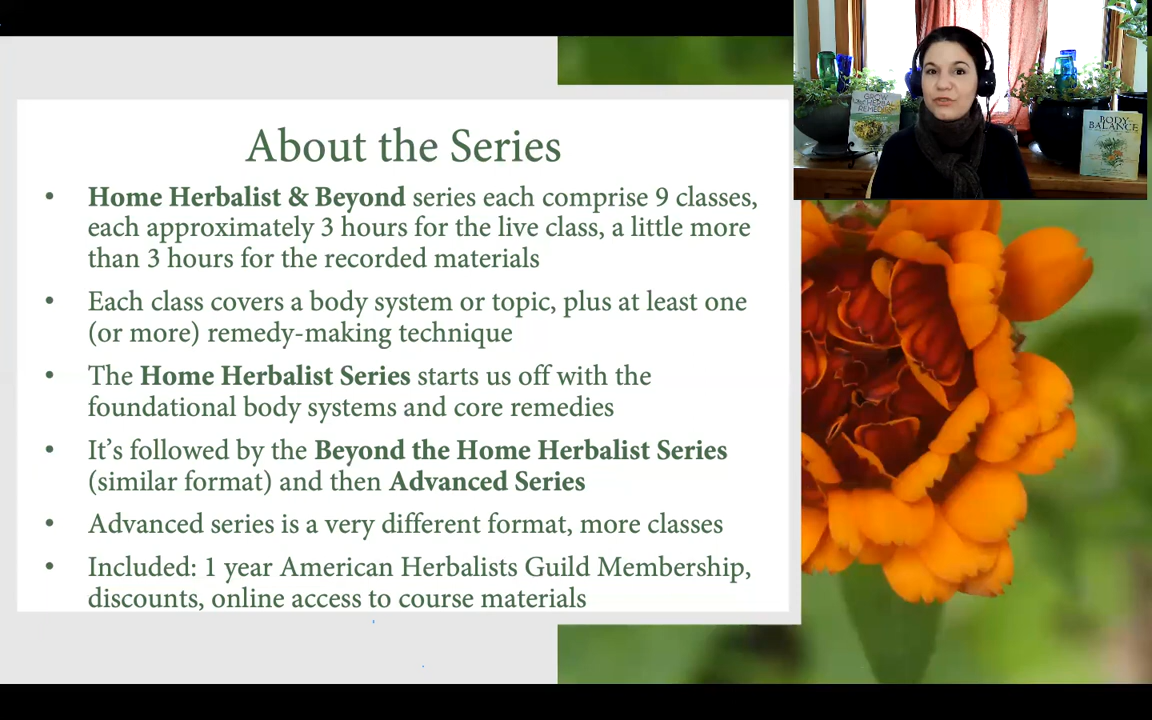 About the Series
• Home Herbalist & Beyond series each comprise 9 classes,
each approximately 3 hours for the live class, a little more
than 3 hours for the recorded materials
• Each class covers a body system or topic, plus at least one
(or more) remedy-making technique
• The Home Herbalist Series starts us off with the
foundational body systems and core remedies
• It’s followed by the Beyond the Home Herbalist Series
(similar format) and then Advanced Series
• Advanced series is a very different format, more classes
• Included: 1 year American Herbalists Guild Membership,
discounts, online access to course materials
GROW
REMEDIES
BODY
BALANCE